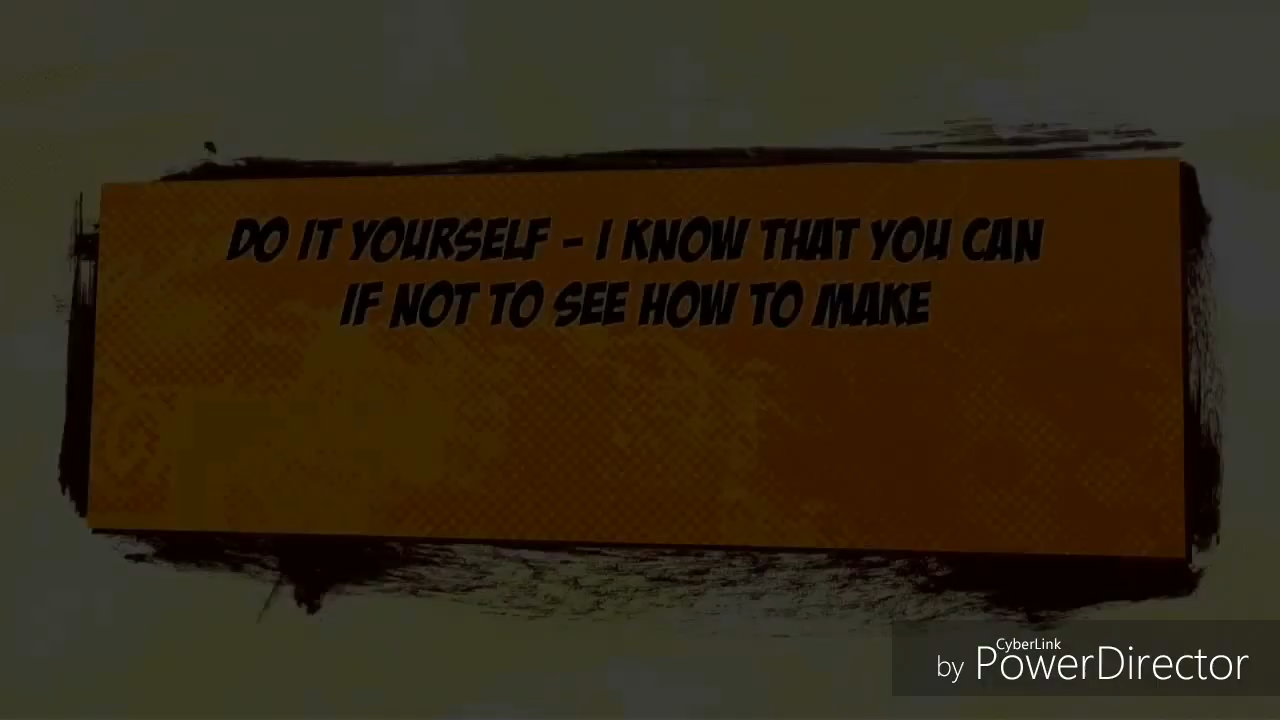 DO IT YOURSELF - I KNOW THAT YOU CAN
IF NOT TO SEE HOW TO MAKE
CyberLink
by PowerDirector